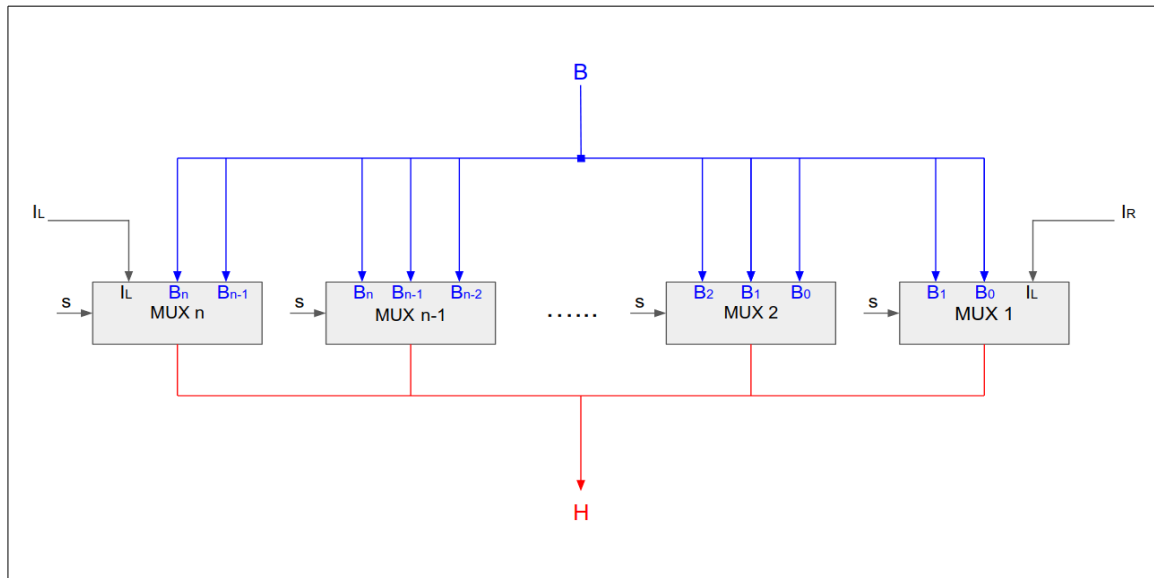 B
IL
IR
IL Bn Bn-1
Bn Bn-1 Bn-2
B2 B1 B0
B1 B0 IL
s MUX n
s MUX n-1
......
s MUX 2
s MUX 1
H